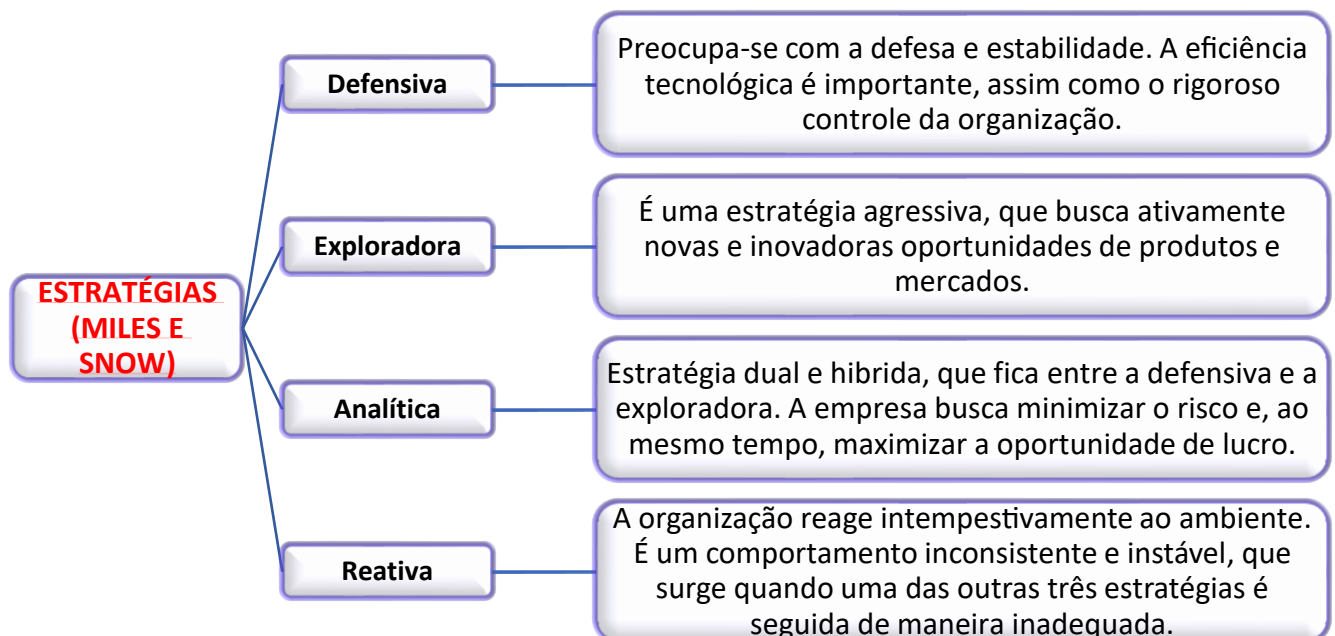 ESTRATÉGIAS
(MILES E
SNOW)
Defensiva
Preocupa-se com a defesa e estabilidade. A eficiência
tecnológica é importante, assim como o rigoroso
controle da organização.
Exploradora
É uma estratégia agressiva, que busca ativamente
novas e inovadoras oportunidades de produtos e
mercados.
Analítica
Estratégia dual e hibrida, que fica entre a defensiva e a
exploradora. A empresa busca minimizar o risco e, ao
mesmo tempo, maximizar a oportunidade de lucro.
Reativa
A organização reage intempestivamente ao ambiente.
É um comportamento inconsistente e instável, que
surge quando uma das outras três estratégias é
seguida de maneira inadequada.